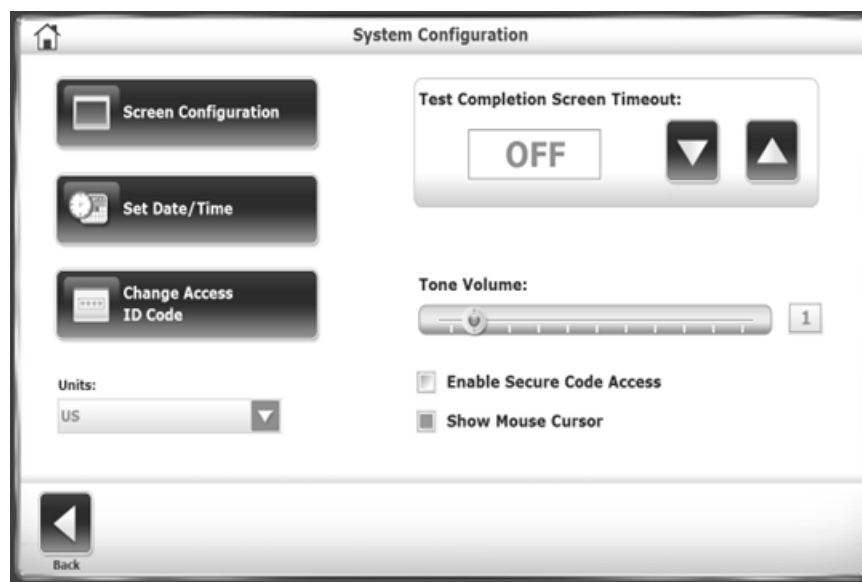 System Configuration
Screen Configuration
Set Date/Time
Change Access
ID Code
Units:
US
Test Completion Screen Timeout:
OFF
Tone Volume:
1
Enable Secure Code Access
Show Mouse Cursor
Back